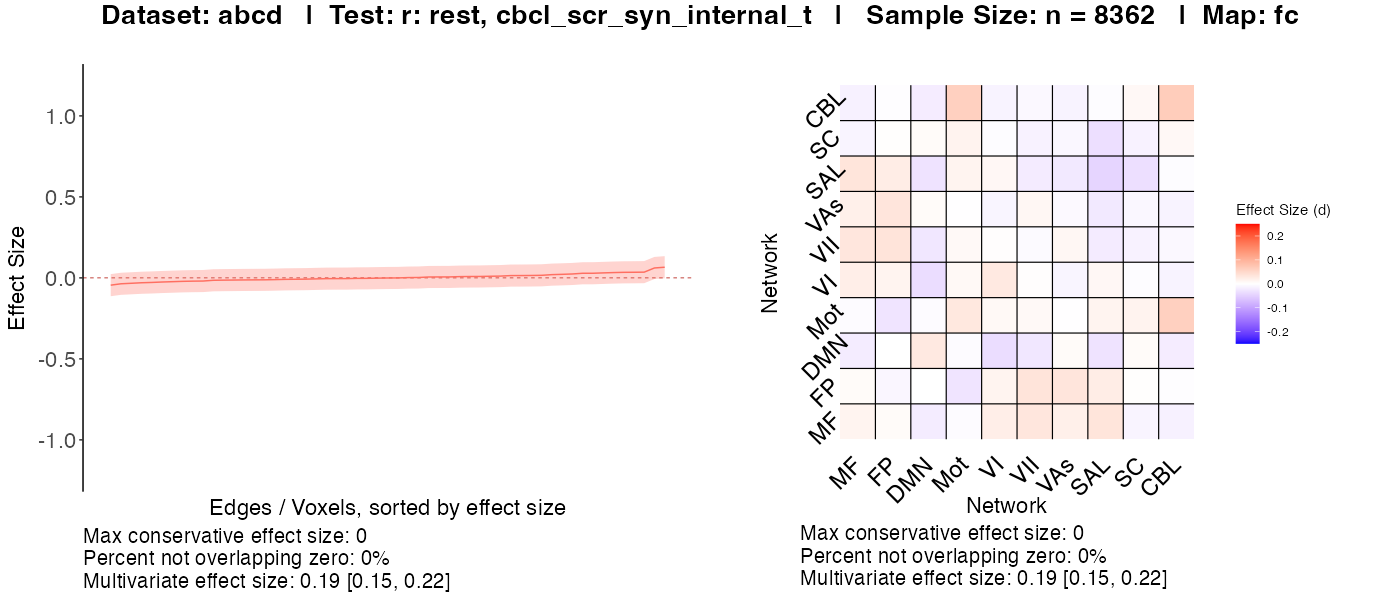 Dataset: abcd | Test: r: rest, cbcl_scr_syn_internal_t | Sample Size: n = 8362 | Map: fc
Effect Size
1.0
0.5
0.0
-0.5
-1.0
Edges / Voxels, sorted by effect size
Max conservative effect size: 0
Percent not overlapping zero: 0%
Multivariate effect size: 0.19 [0.15, 0.22]
Network
CBL
SC
SAL
VAs
VII
VI
Mot
DMN
FP
MF
MF
FP
DMN
Mot
VI
VII
VAs
SAL
SC
CBL
Network
Max conservative effect size: 0
Percent not overlapping zero: 0%
Multivariate effect size: 0.19 [0.15, 0.22]
Effect Size (d)
0.2
0.1
0.0
-0.1
-0.2